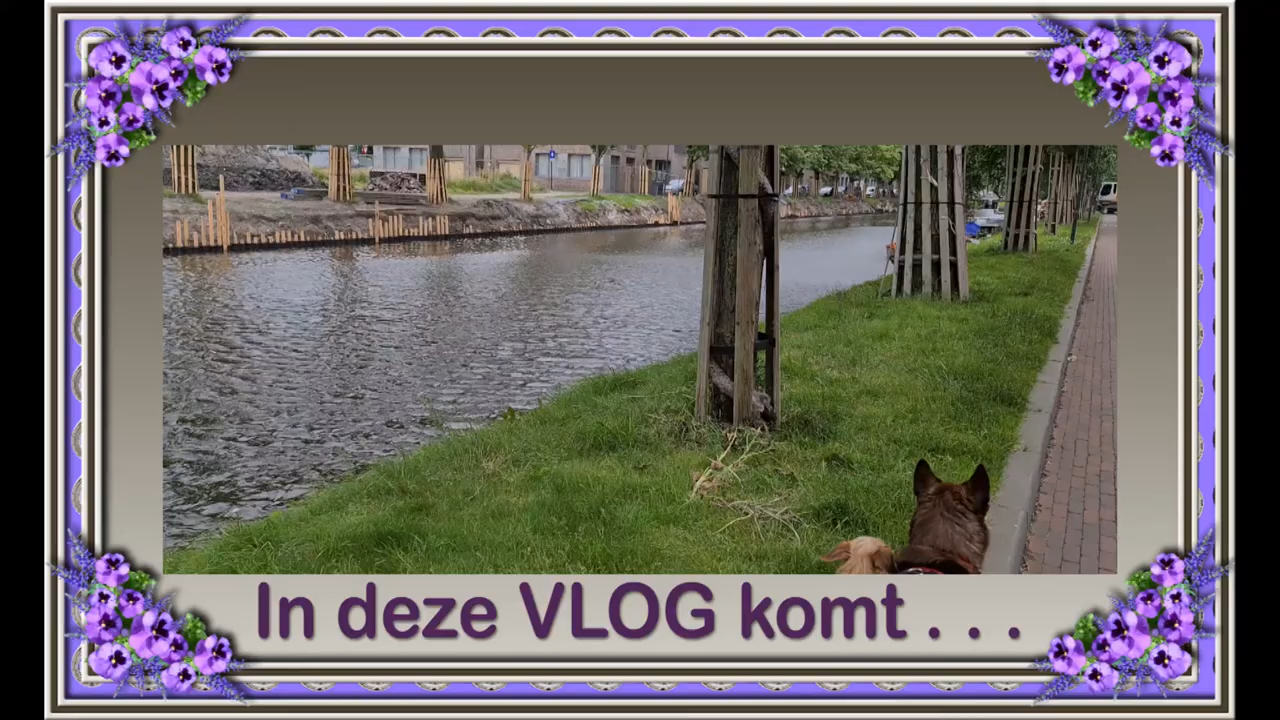 In deze VLOG komt . . .